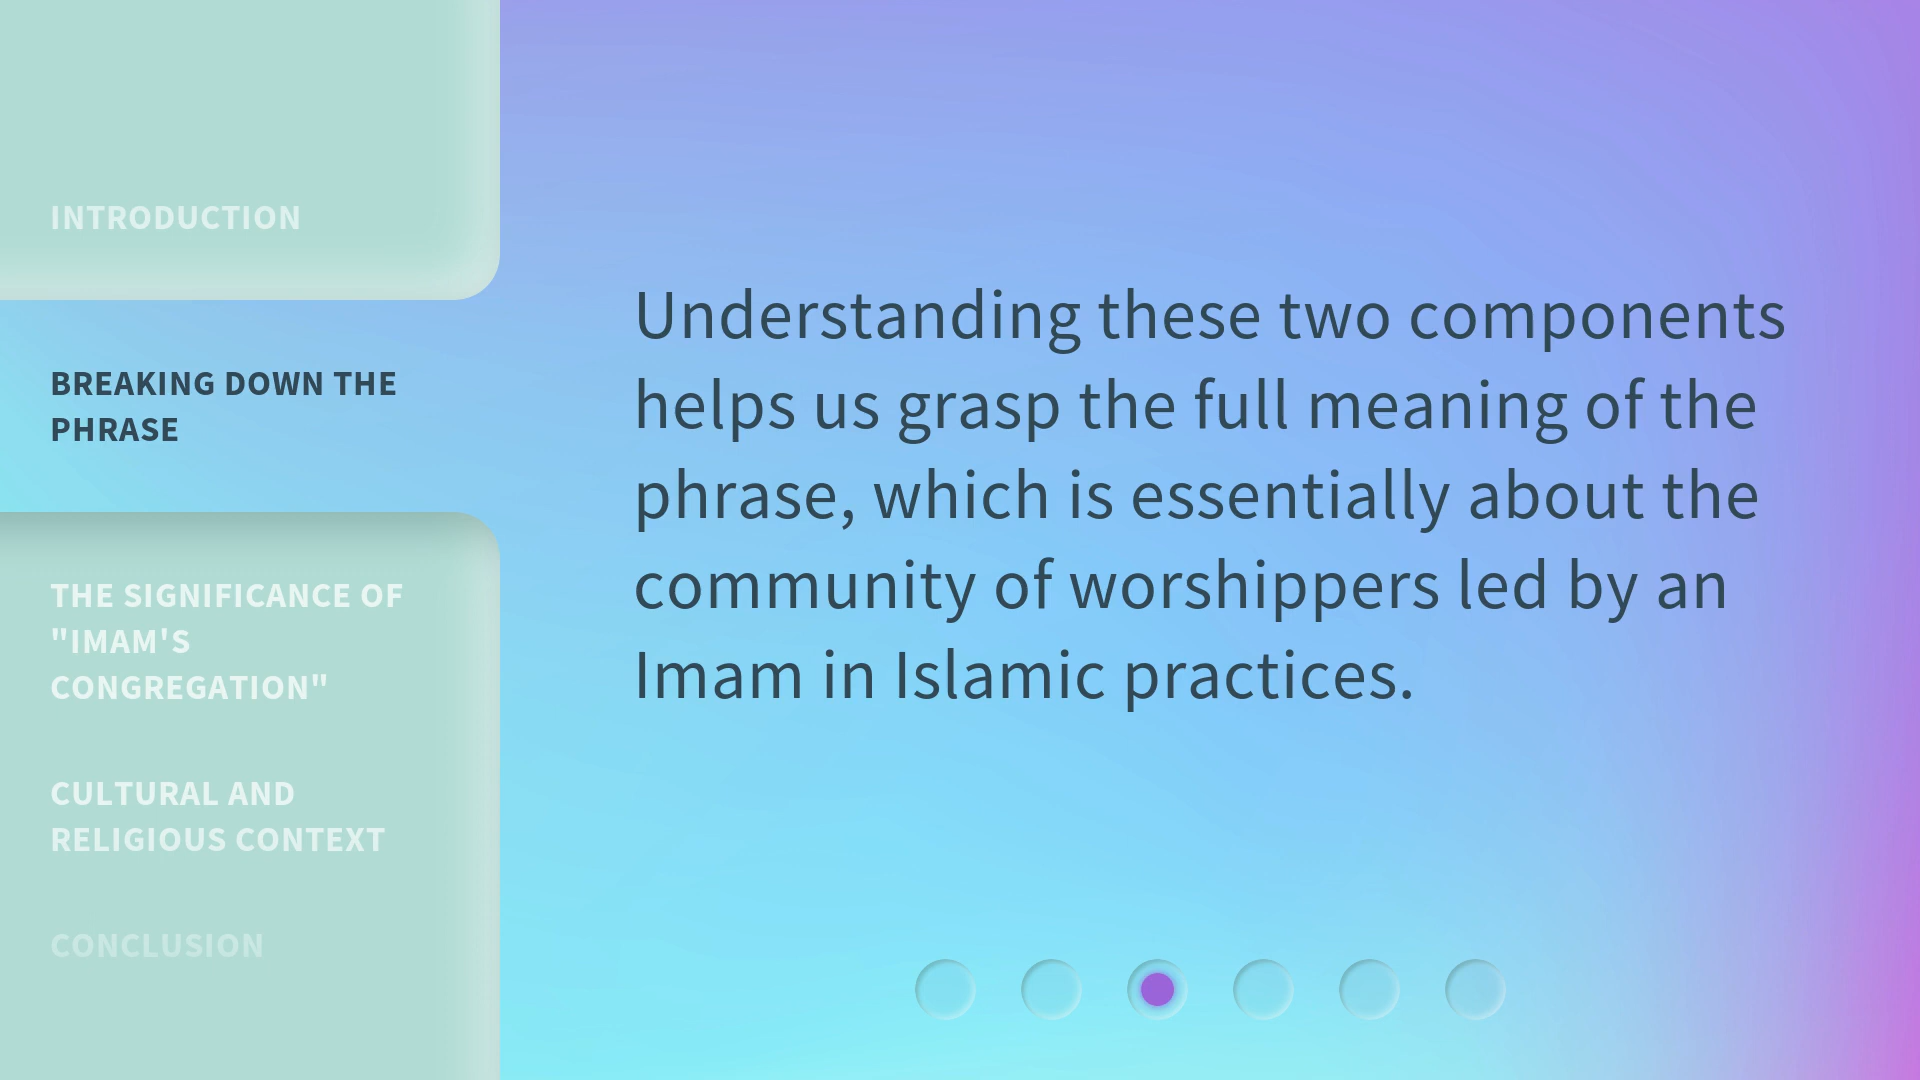 INTRODUCTION
BREAKING DOWN THE
PHRASE
THE SIGNIFICANCE OF
"IMAM'S
CONGREGATION"
CULTURAL AND
RELIGIOUS CONTEXT
CONCLUSION
Understanding these two components
helps us grasp the full meaning of the
phrase, which is essentially about the
community of worshippers led by an
Imam in Islamic practices.